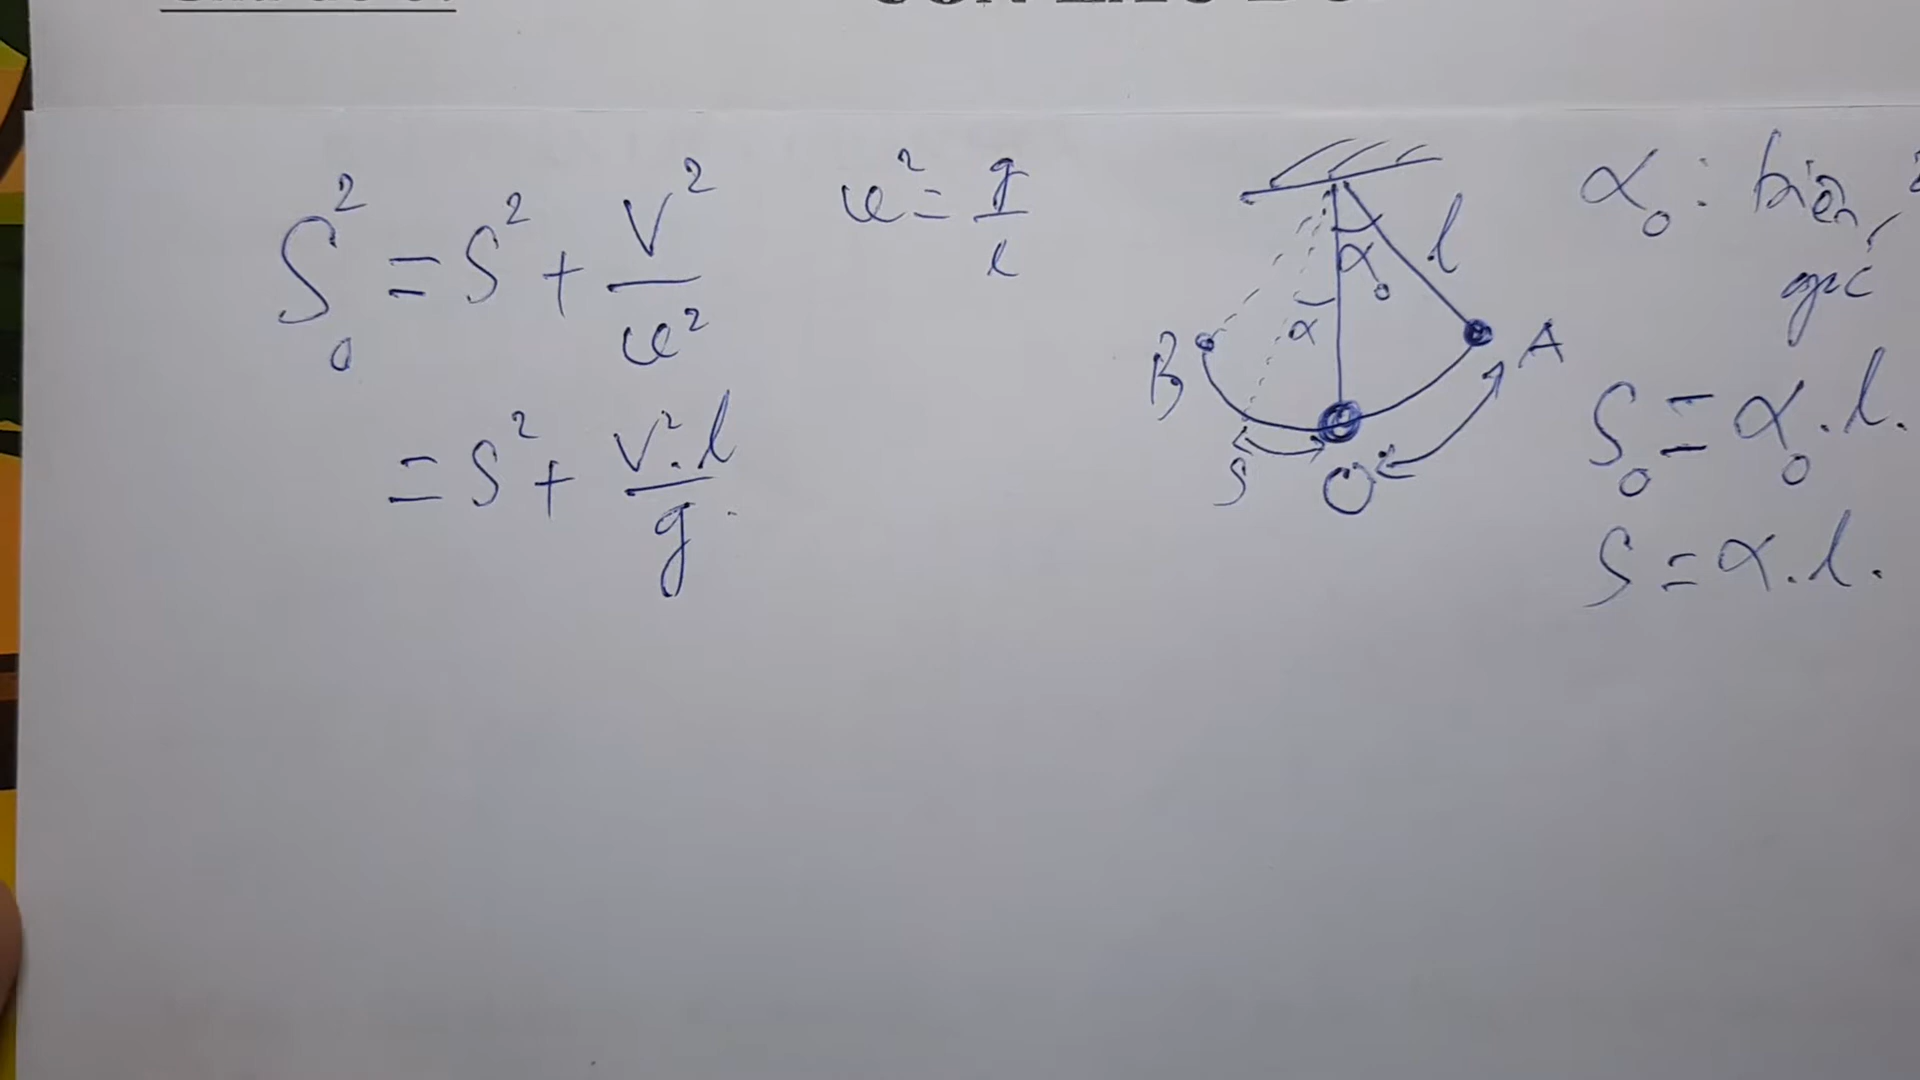 S₀² = S² + v²/ω²
ω² = g/l
= S² + v².l/g.
α₀
l
α
B
A
S
O
α₀: biên
góc
S₀ = α₀.l.
S = α.l.